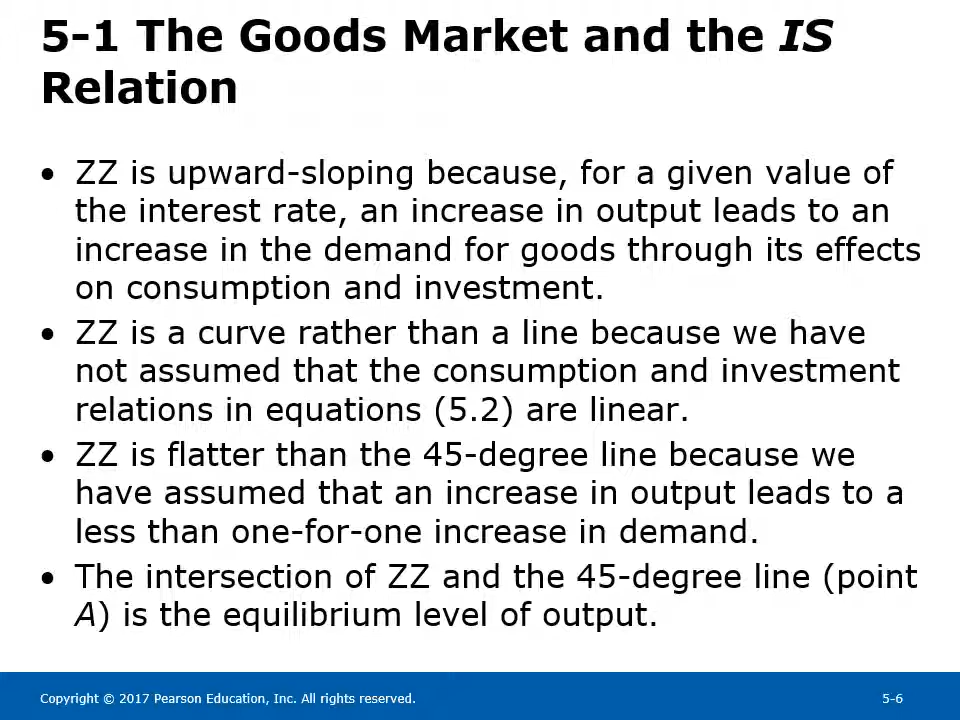 5-1 The Goods Market and the IS
Relation
• ZZ is upward-sloping because, for a given value of
the interest rate, an increase in output leads to an
increase in the demand for goods through its effects
on consumption and investment.
• ZZ is a curve rather than a line because we have
not assumed that the consumption and investment
relations in equations (5.2) are linear.
• ZZ is flatter than the 45-degree line because we
have assumed that an increase in output leads to a
less than one-for-one increase in demand.
• The intersection of ZZ and the 45-degree line (point
A) is the equilibrium level of output.
Copyright © 2017 Pearson Education, Inc. All rights reserved.
5-6